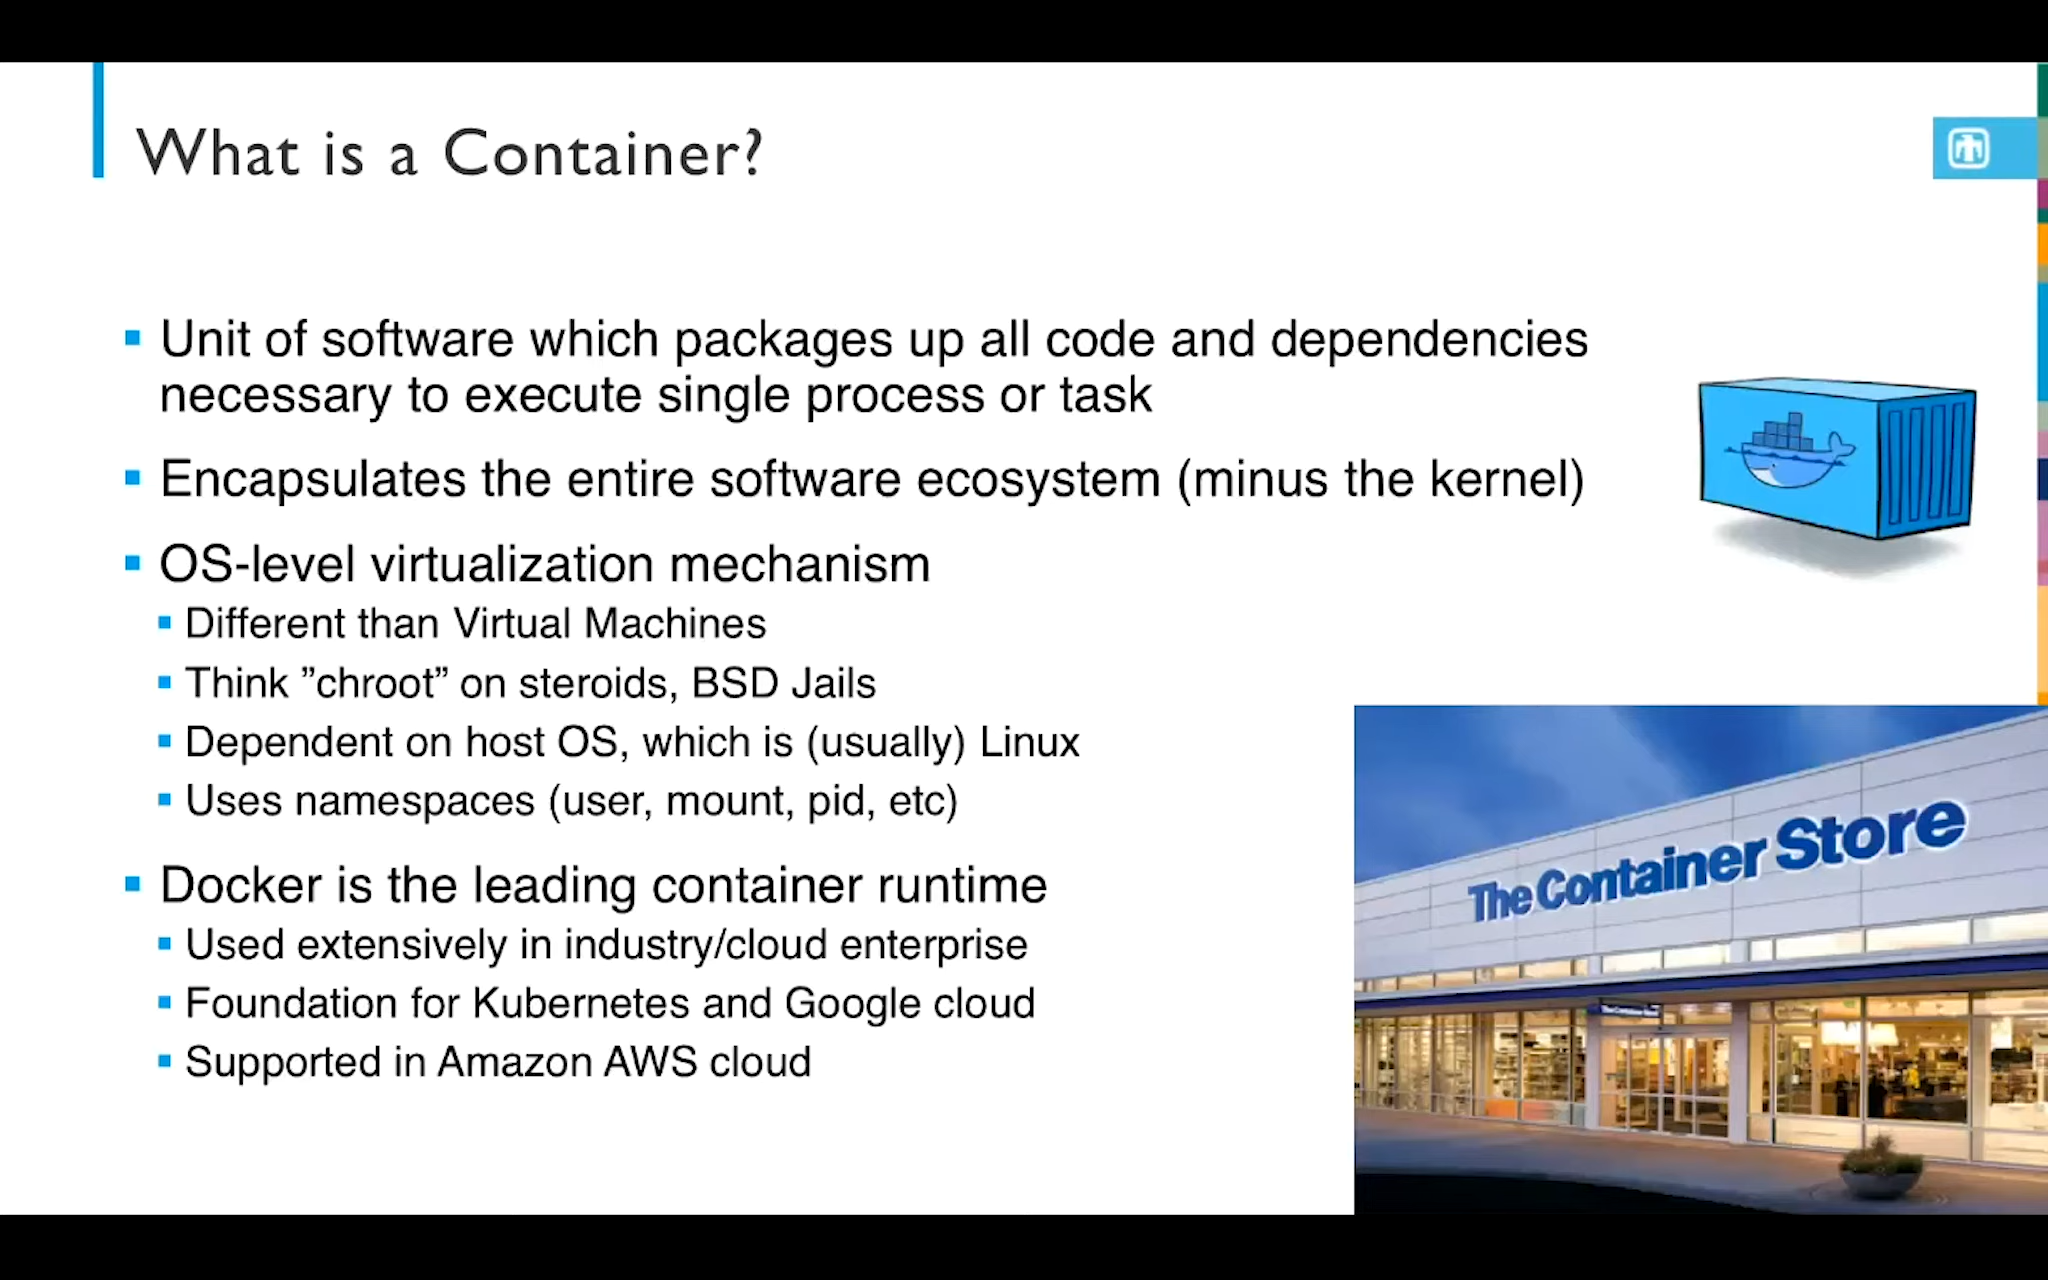 What is a Container?
Unit of software which packages up all code and dependencies
necessary to execute single process or task
Encapsulates the entire software ecosystem (minus the kernel)
OS-level virtualization mechanism
Different than Virtual Machines
Think ”chroot” on steroids, BSD Jails
Dependent on host OS, which is (usually) Linux
Uses namespaces (user, mount, pid, etc)
Docker is the leading container runtime
Used extensively in industry/cloud enterprise
Foundation for Kubernetes and Google cloud
Supported in Amazon AWS cloud
The Container Store